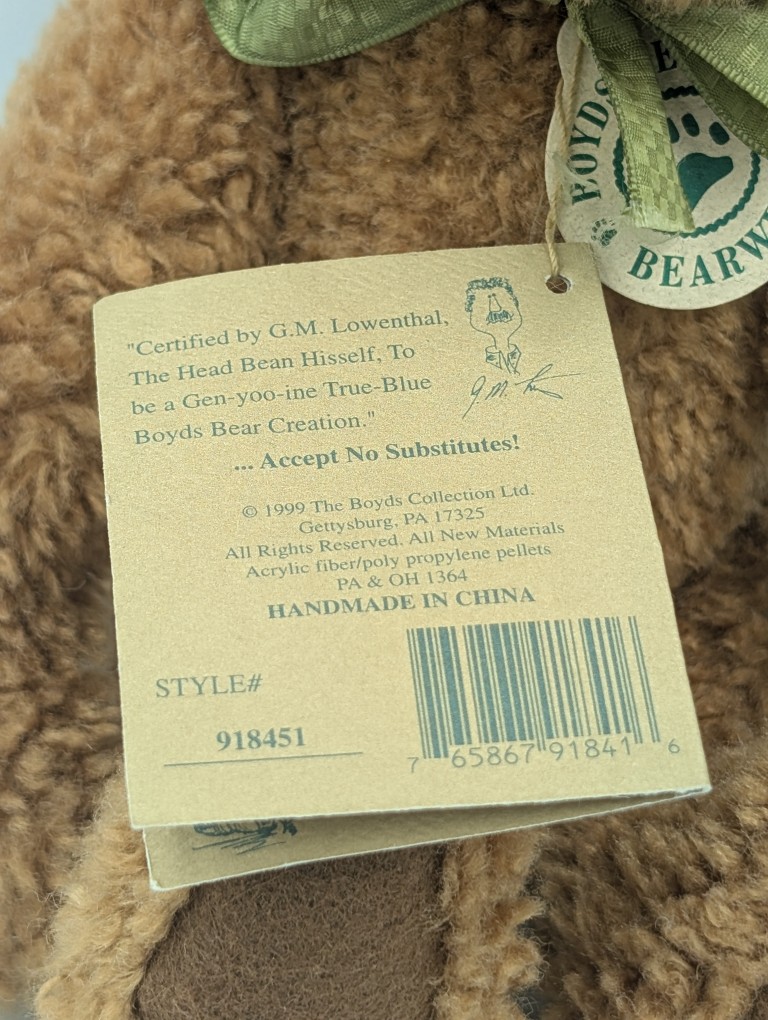 BOYDS
BEARW
"Certified by G.M. Lowenthal,
The Head Bean Hisself, To
be a Gen-yoo-ine True-Blue
Boyds Bear Creation."
... Accept No Substitutes!
© 1999 The Boyds Collection Ltd.
Gettysburg, PA 17325
All Rights Reserved. All New Materials
Acrylic fiber/poly propylene pellets
PA & OH 1364
HANDMADE IN CHINA
STYLE#
918451
7 65867 91841 6